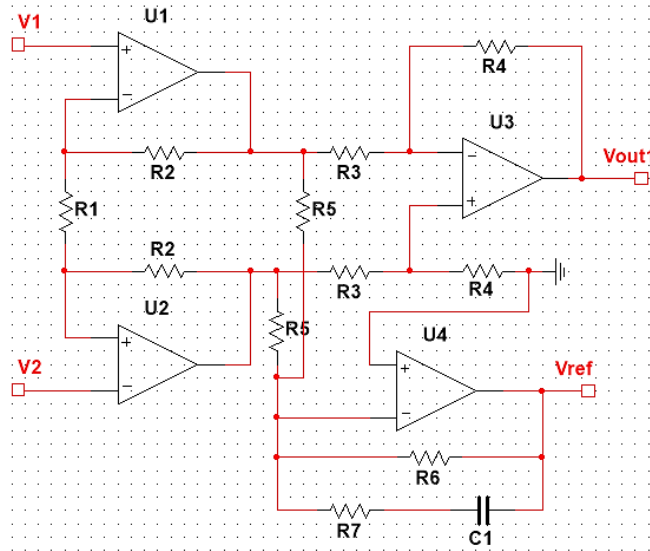 V1
U1
+
−
R4
U3
R2
R3
−
Vout1
+
R1
R5
R2
R3
R4
U2
+
R5
U4
V2
−
+
Vref
−
R6
R7
C1